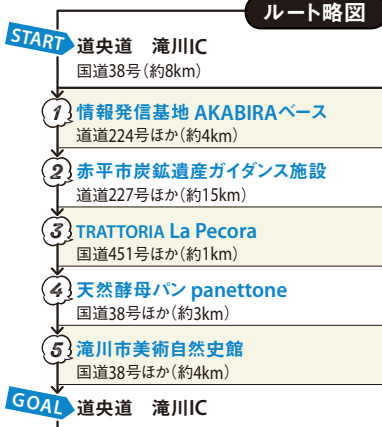 ルート略図
START 道央道 滝川IC
国道38号(約8km)
1 情報発信基地 AKABIRAベース
道道224号ほか(約4km)
2 赤平市炭鉱遺産ガイダンス施設
道道227号ほか(約15km)
3 TRATTORIA La Pecora
国道451号ほか(約1km)
4 天然酵母パン panettone
国道38号ほか(約3km)
5 滝川市美術自然史館
国道38号ほか(約4km)
GOAL 道央道 滝川IC